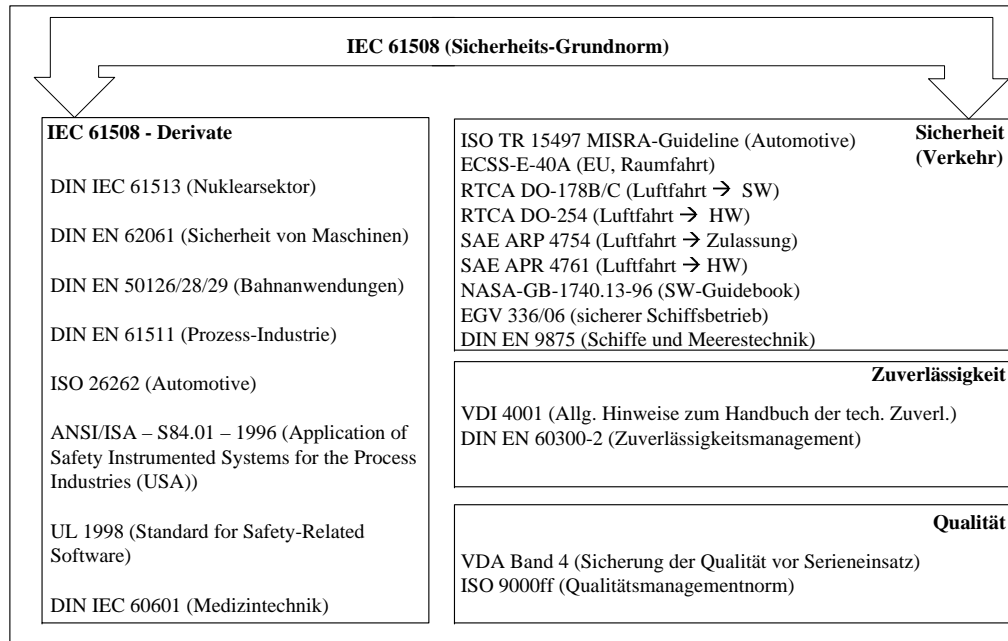 IEC 61508 (Sicherheits-Grundnorm)
IEC 61508 - Derivate
DIN IEC 61513 (Nuklearsektor)
DIN EN 62061 (Sicherheit von Maschinen)
DIN EN 50126/28/29 (Bahnanwendungen)
DIN EN 61511 (Prozess-Industrie)
ISO 26262 (Automotive)
ANSI/ISA – S84.01 – 1996 (Application of
Safety Instrumented Systems for the Process
Industries (USA))
UL 1998 (Standard for Safety-Related
Software)
DIN IEC 60601 (Medizintechnik)
Sicherheit
(Verkehr)
ISO TR 15497 MISRA-Guideline (Automotive)
ECSS-E-40A (EU, Raumfahrt)
RTCA DO-178B/C (Luftfahrt → SW)
RTCA DO-254 (Luftfahrt → HW)
SAE ARP 4754 (Luftfahrt → Zulassung)
SAE APR 4761 (Luftfahrt → HW)
NASA-GB-1740.13-96 (SW-Guidebook)
EGV 336/06 (sicherer Schiffsbetrieb)
DIN EN 9875 (Schiffe und Meerestechnik)
Zuverlässigkeit
VDI 4001 (Allg. Hinweise zum Handbuch der tech. Zuverl.)
DIN EN 60300-2 (Zuverlässigkeitsmanagement)
Qualität
VDA Band 4 (Sicherung der Qualität vor Serieneinsatz)
ISO 9000ff (Qualitätsmanagementnorm)